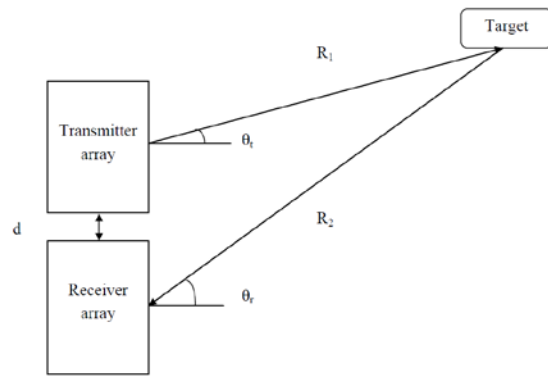 Target
R₁
Transmitter
array
θₜ
d
R₂
Receiver
array
θᵣ